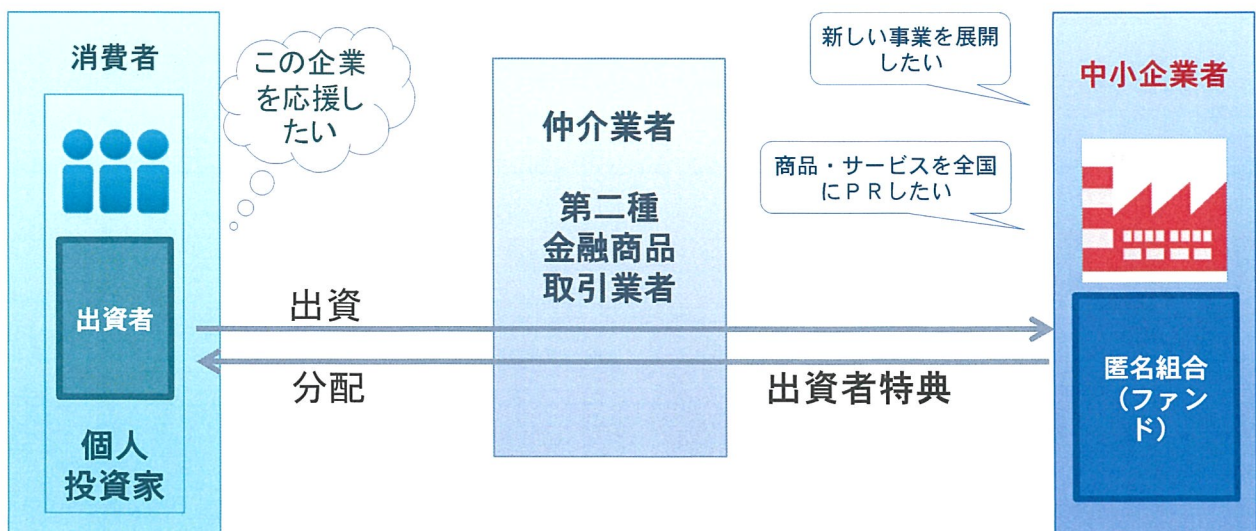 消費者
この企業
を応援し
たい
出資者
個人
投資家
仲介業者
第二種
金融商品
取引業者
出資
分配
出資者特典
新しい事業を展開
したい
商品・サービスを全国
にＰＲしたい
中小企業者
匿名組合
（ファン
ド）